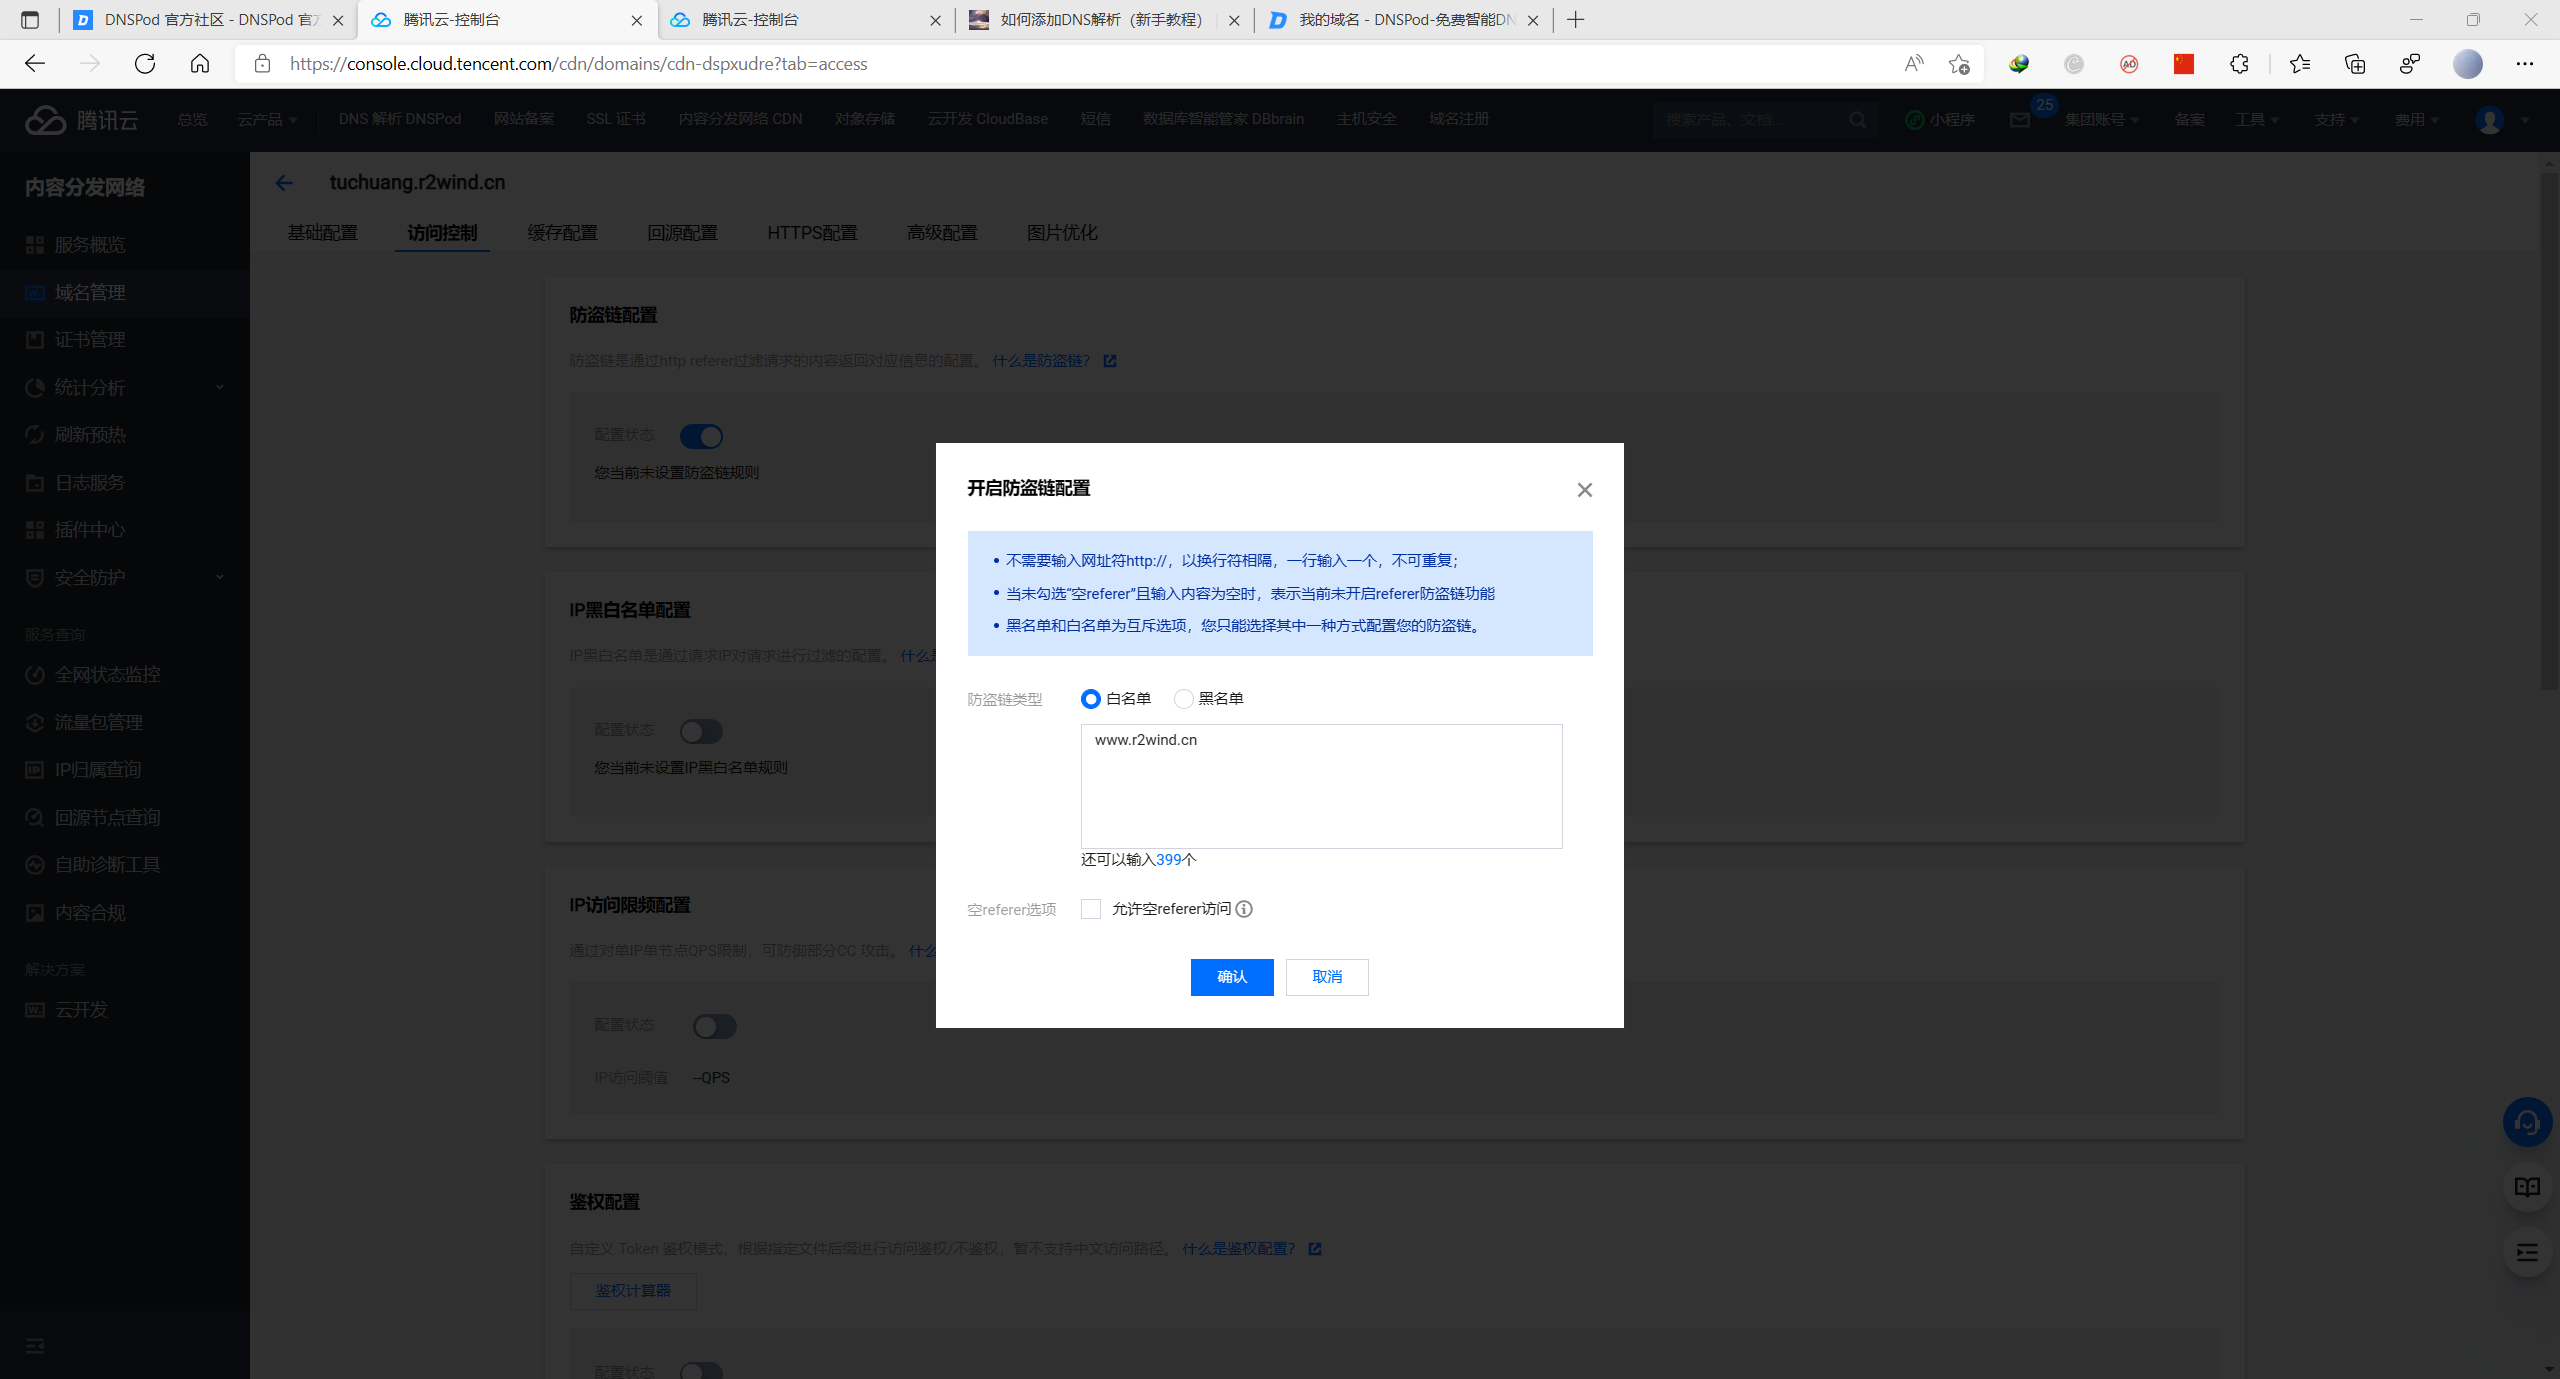 DNSPod 官方社区 - DNSPod 官方
腾讯云-控制台
腾讯云-控制台
如何添加DNS解析（新手教程）
我的域名 - DNSPod-免费智能DN
https://console.cloud.tencent.com/cdn/domains/cdn-dspxudre?tab=access
腾讯云
总览
云产品
DNS 解析 DNSPod
网站备案
SSL 证书
内容分发网络 CDN
对象存储
云开发 CloudBase
短信
数据库智能管家 DBbrain
主机安全
域名注册
搜索产品、文档...
小程序
25
集团账号
备案
工具
支持
费用
内容分发网络
服务概览
域名管理
证书管理
统计分析
刷新预热
日志服务
插件中心
安全防护
服务查询
全网状态监控
流量包管理
IP归属查询
回源节点查询
自助诊断工具
内容合规
解决方案
云开发
tuchuang.r2wind.cn
基础配置
访问控制
缓存配置
回源配置
HTTPS配置
高级配置
图片优化
防盗链配置
防盗链是通过http referer过滤请求的内容返回对应信息的配置。 什么是防盗链?
配置状态
您当前未设置防盗链规则
IP黑白名单配置
IP黑白名单是通过请求IP对请求进行过滤的配置。 什么是
配置状态
您当前未设置IP黑白名单规则
IP访问限频配置
通过对单IP单节点QPS限制，可防御部分CC 攻击。 什么
配置状态
IP访问阈值 --QPS
鉴权配置
自定义 Token 鉴权模式，根据指定文件后缀进行访问鉴权/不鉴权，暂不支持中文访问路径。 什么是鉴权配置?
鉴权计算器
配置状态
开启防盗链配置
• 不需要输入网址符http://，以换行符相隔，一行输入一个，不可重复；
• 当未勾选“空referer”且输入内容为空时，表示当前未开启referer防盗链功能
• 黑名单和白名单为互斥选项，您只能选择其中一种方式配置您的防盗链。
防盗链类型 白名单 黑名单
www.r2wind.cn
还可以输入399个
空referer选项 允许空referer访问
确认 取消